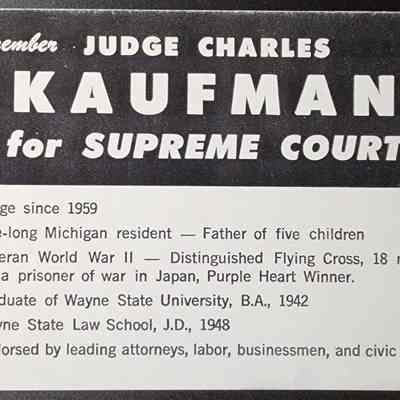 ember JUDGE CHARLES
KAUFMAN
for SUPREME COURT
ge since 1959
e-long Michigan resident — Father of five children
eran World War II — Distinguished Flying Cross, 18 m
a prisoner of war in Japan, Purple Heart Winner.
duate of Wayne State University, B.A., 1942
yne State Law School, J.D., 1948
dorsed by leading attorneys, labor, businessmen, and civic